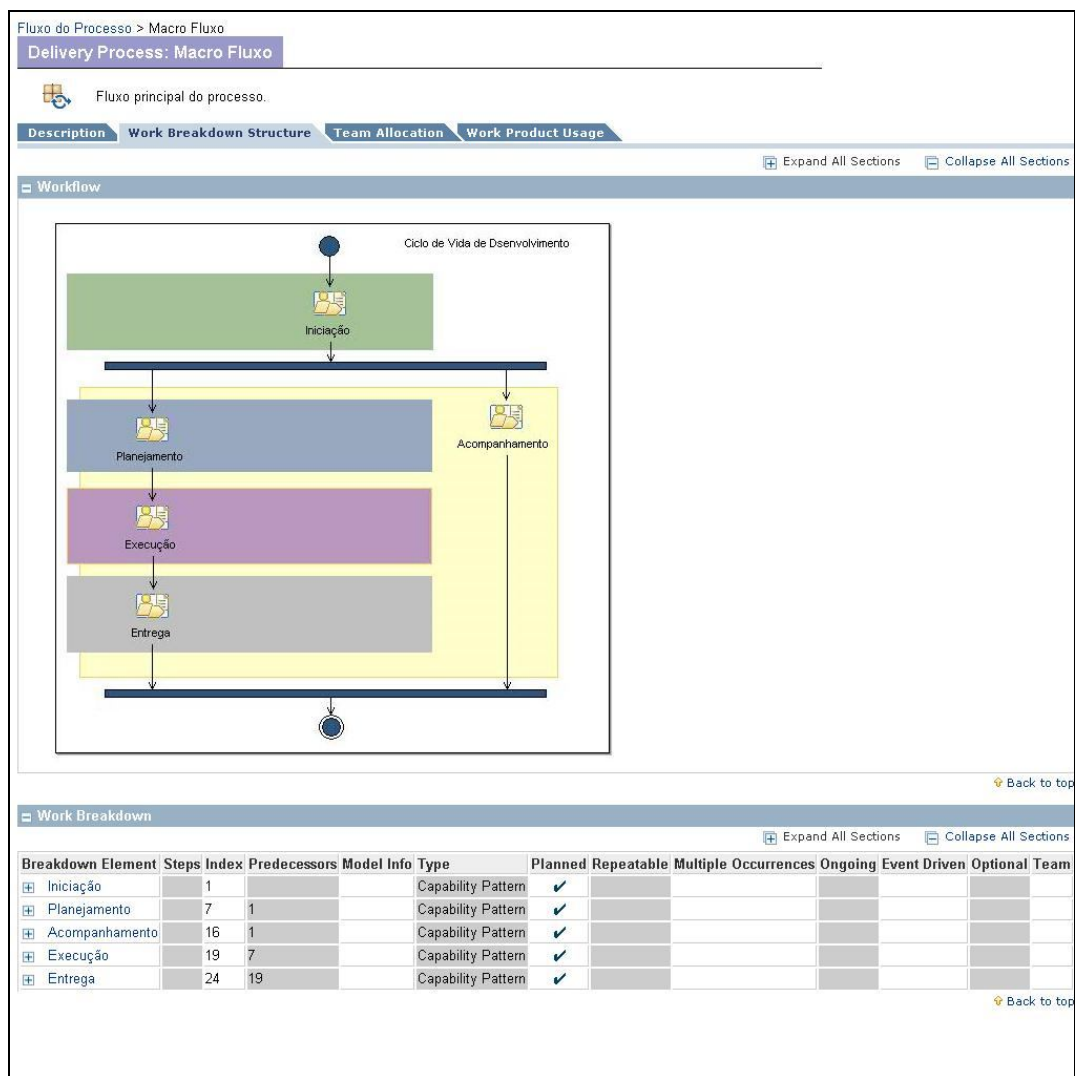 Fluxo do Processo > Macro Fluxo
Delivery Process: Macro Fluxo
Fluxo principal do processo.
Description Work Breakdown Structure Team Allocation Work Product Usage
Expand All Sections Collapse All Sections
Workflow
Ciclo de Vida de Dsenvolvimento
Iniciação
Planejamento
Acompanhamento
Execução
Entrega
Back to top
Work Breakdown
Expand All Sections Collapse All Sections
Breakdown Element Steps Index Predecessors Model Info Type Planned Repeatable Multiple Occurrences Ongoing Event Driven Optional Team
Iniciação 1 Capability Pattern
Planejamento 7 1 Capability Pattern
Acompanhamento 16 1 Capability Pattern
Execução 19 7 Capability Pattern
Entrega 24 19 Capability Pattern
Back to top